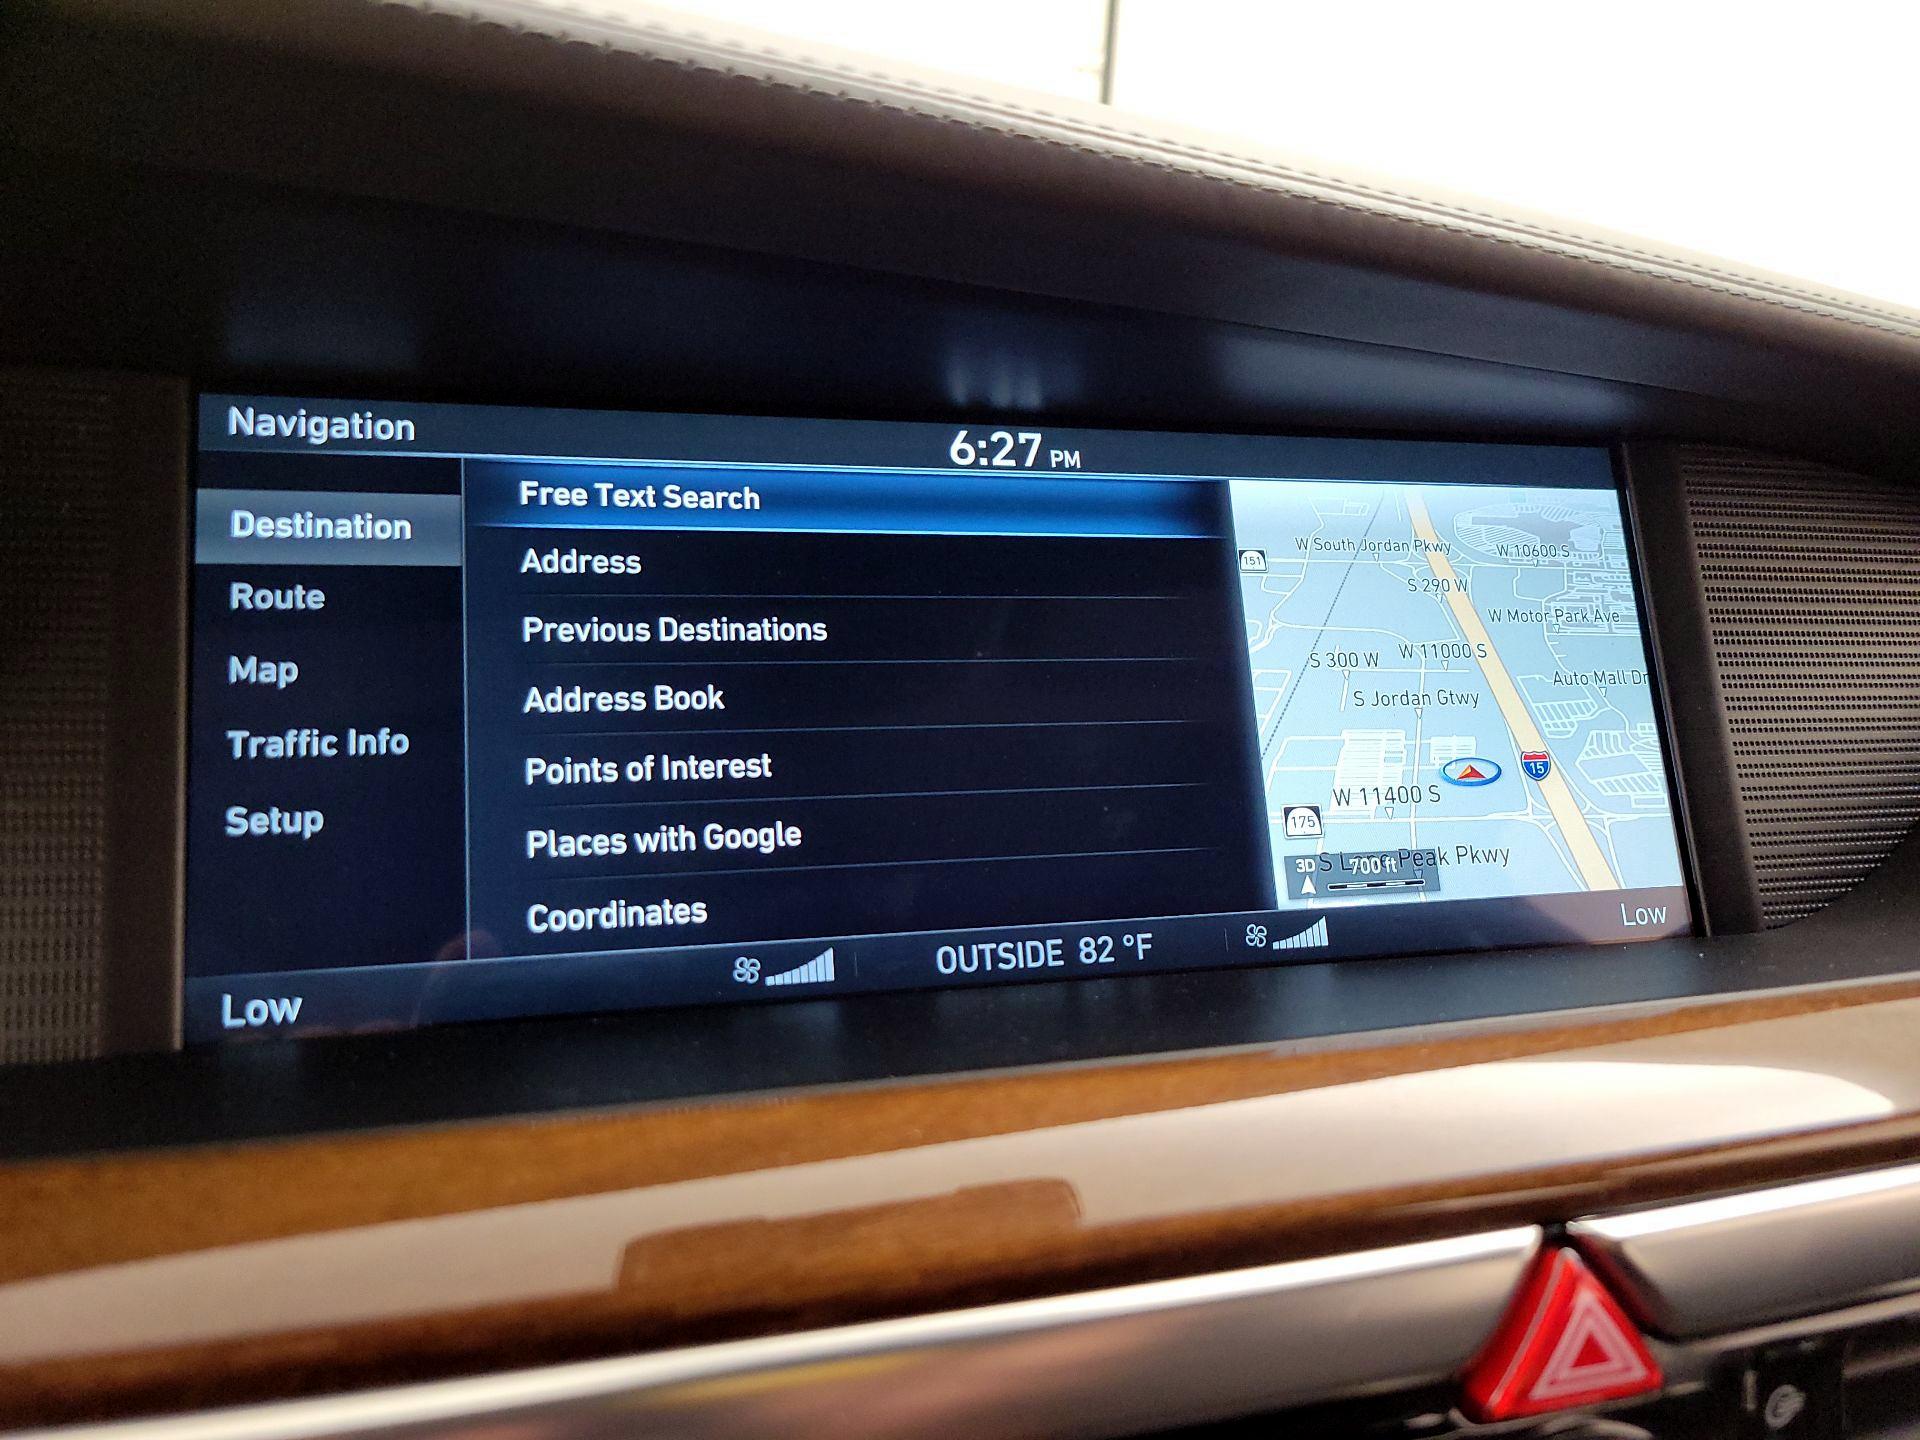 Navigation
6:27 PM
Destination
Route
Map
Traffic Info
Setup
Free Text Search
Address
Previous Destinations
Address Book
Points of Interest
Places with Google
Coordinates
W South Jordan Pkwy
W 10600 S
151
S 290 W
W Motor Park Ave
S 300 W
W 11000 S
Auto Mall Dr
S Jordan Gtwy
15
W 11400 S
175
S Lone Peak Pkwy
3D
700 ft
Low
OUTSIDE 82 °F
Low